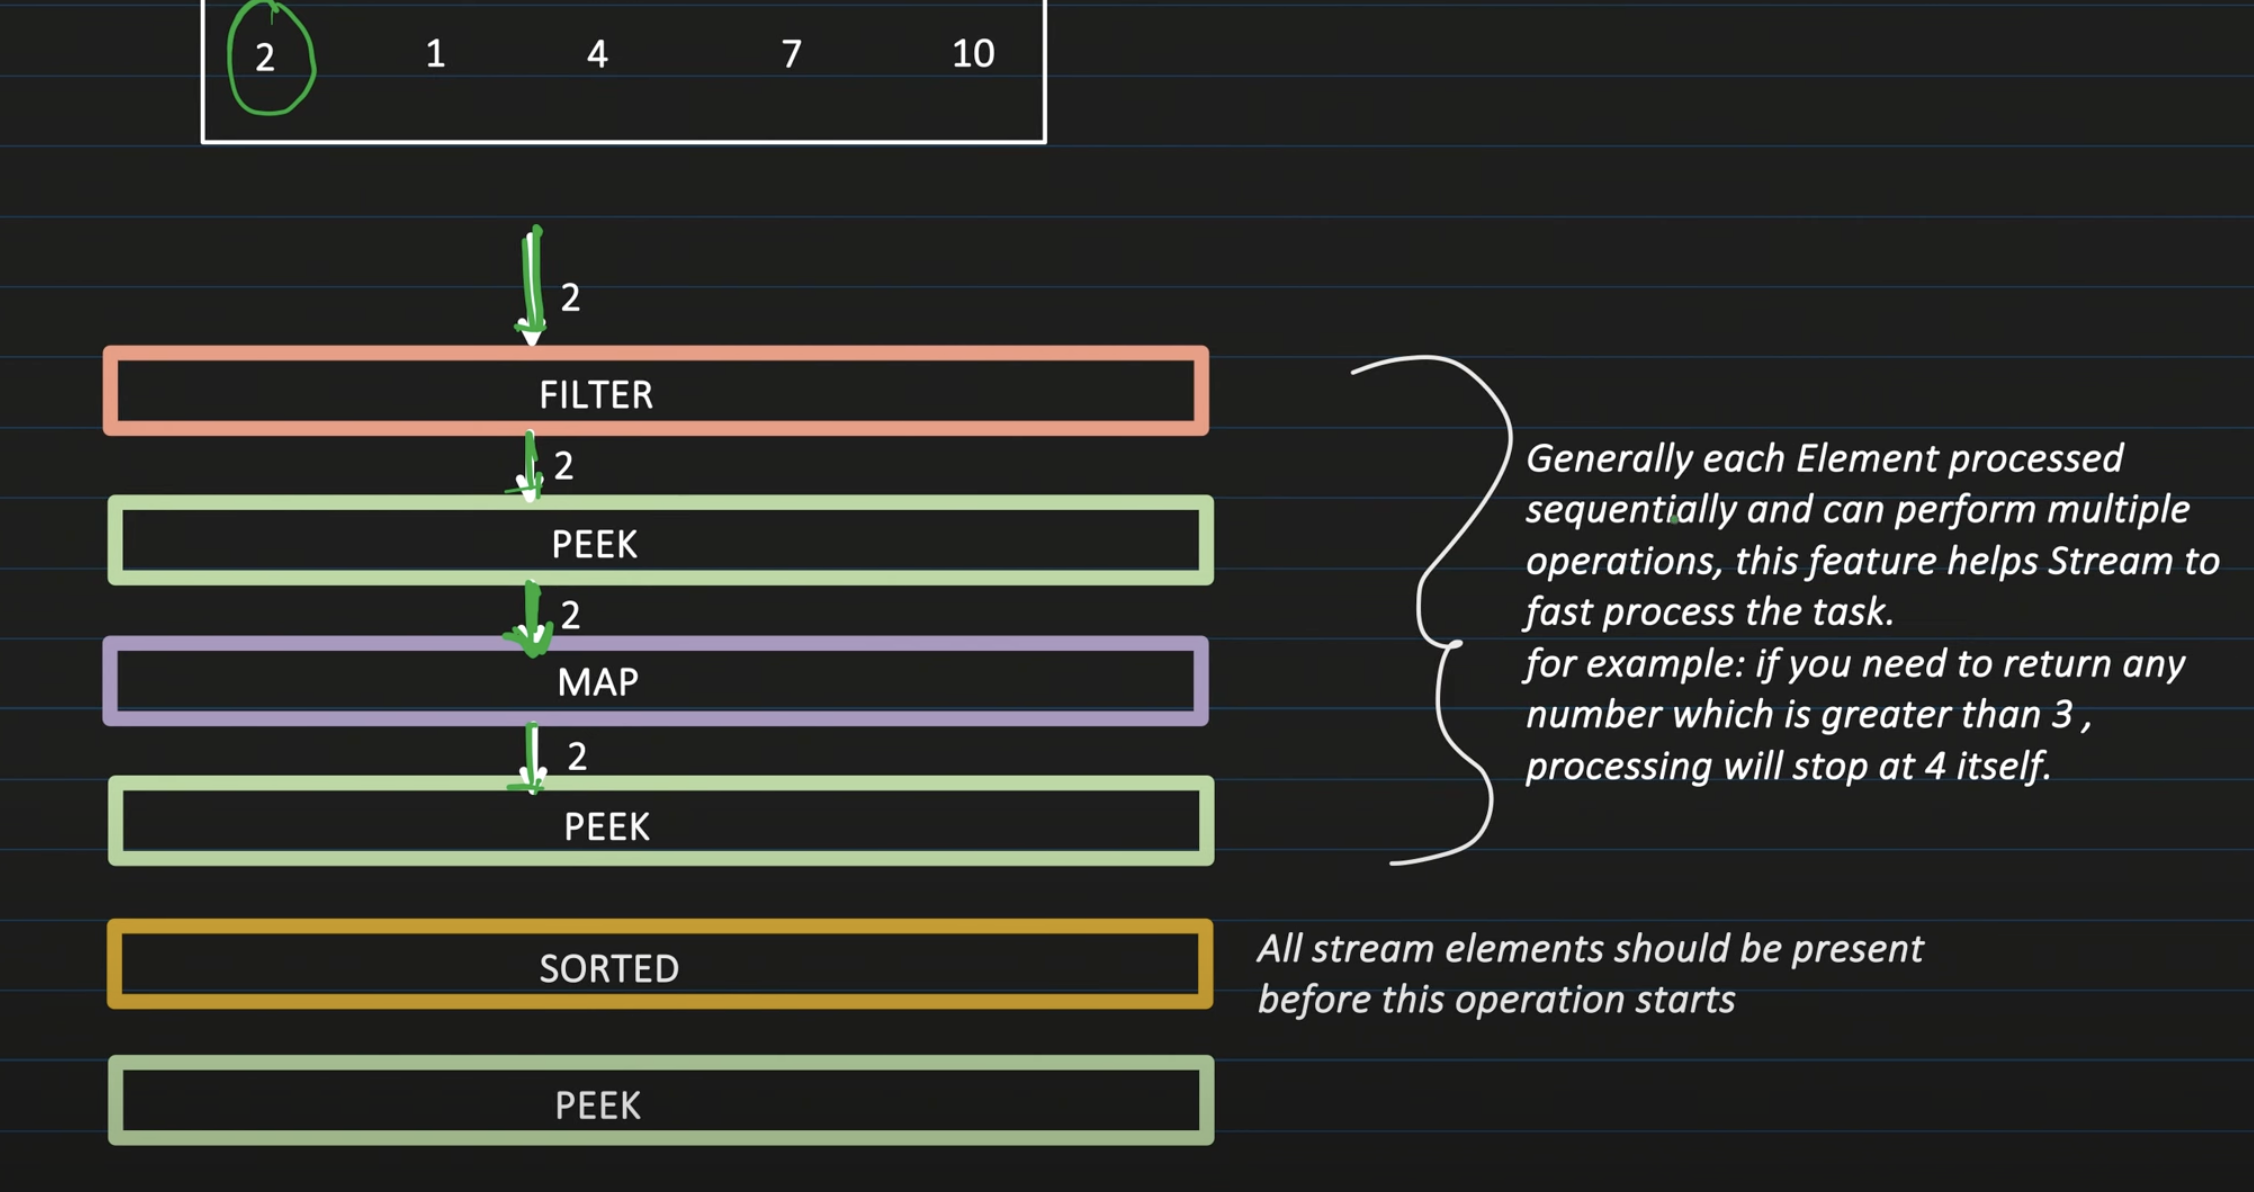 2 1 4 7 10
2
FILTER
2
PEEK
2
MAP
2
PEEK
Generally each Element processed
sequentially and can perform multiple
operations, this feature helps Stream to
fast process the task.
for example: if you need to return any
number which is greater than 3 ,
processing will stop at 4 itself.
SORTED
All stream elements should be present
before this operation starts
PEEK